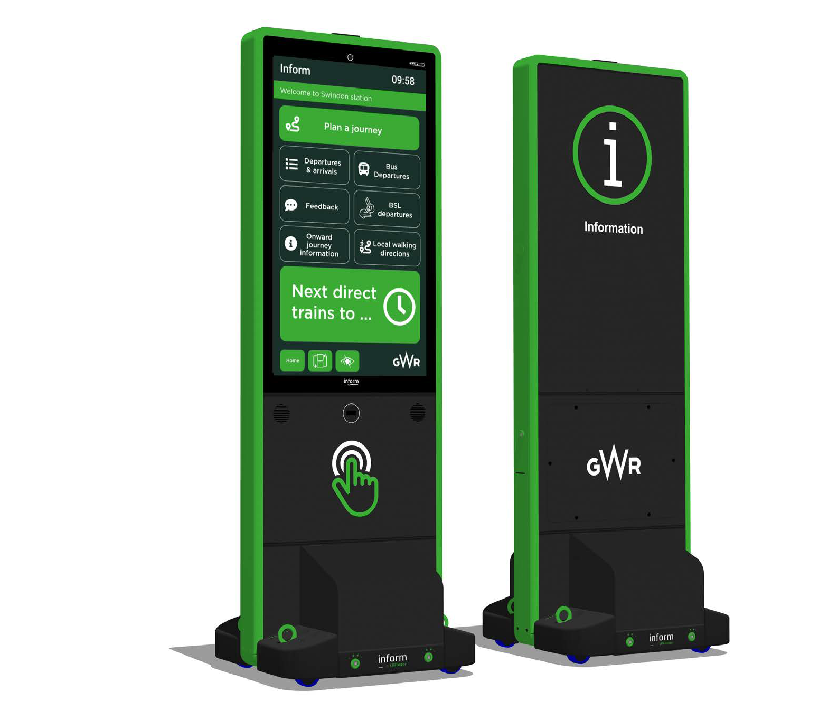 Inform
09:58
Welcome to Swindon station
Plan a journey
Departures
& arrivals
Bus
Departures
Feedback
BSL
departures
Onward
journey
information
Local walking
direcions
Next direct
trains to ...
Home
GWR
inform
inform
i
Information
GWR
inform